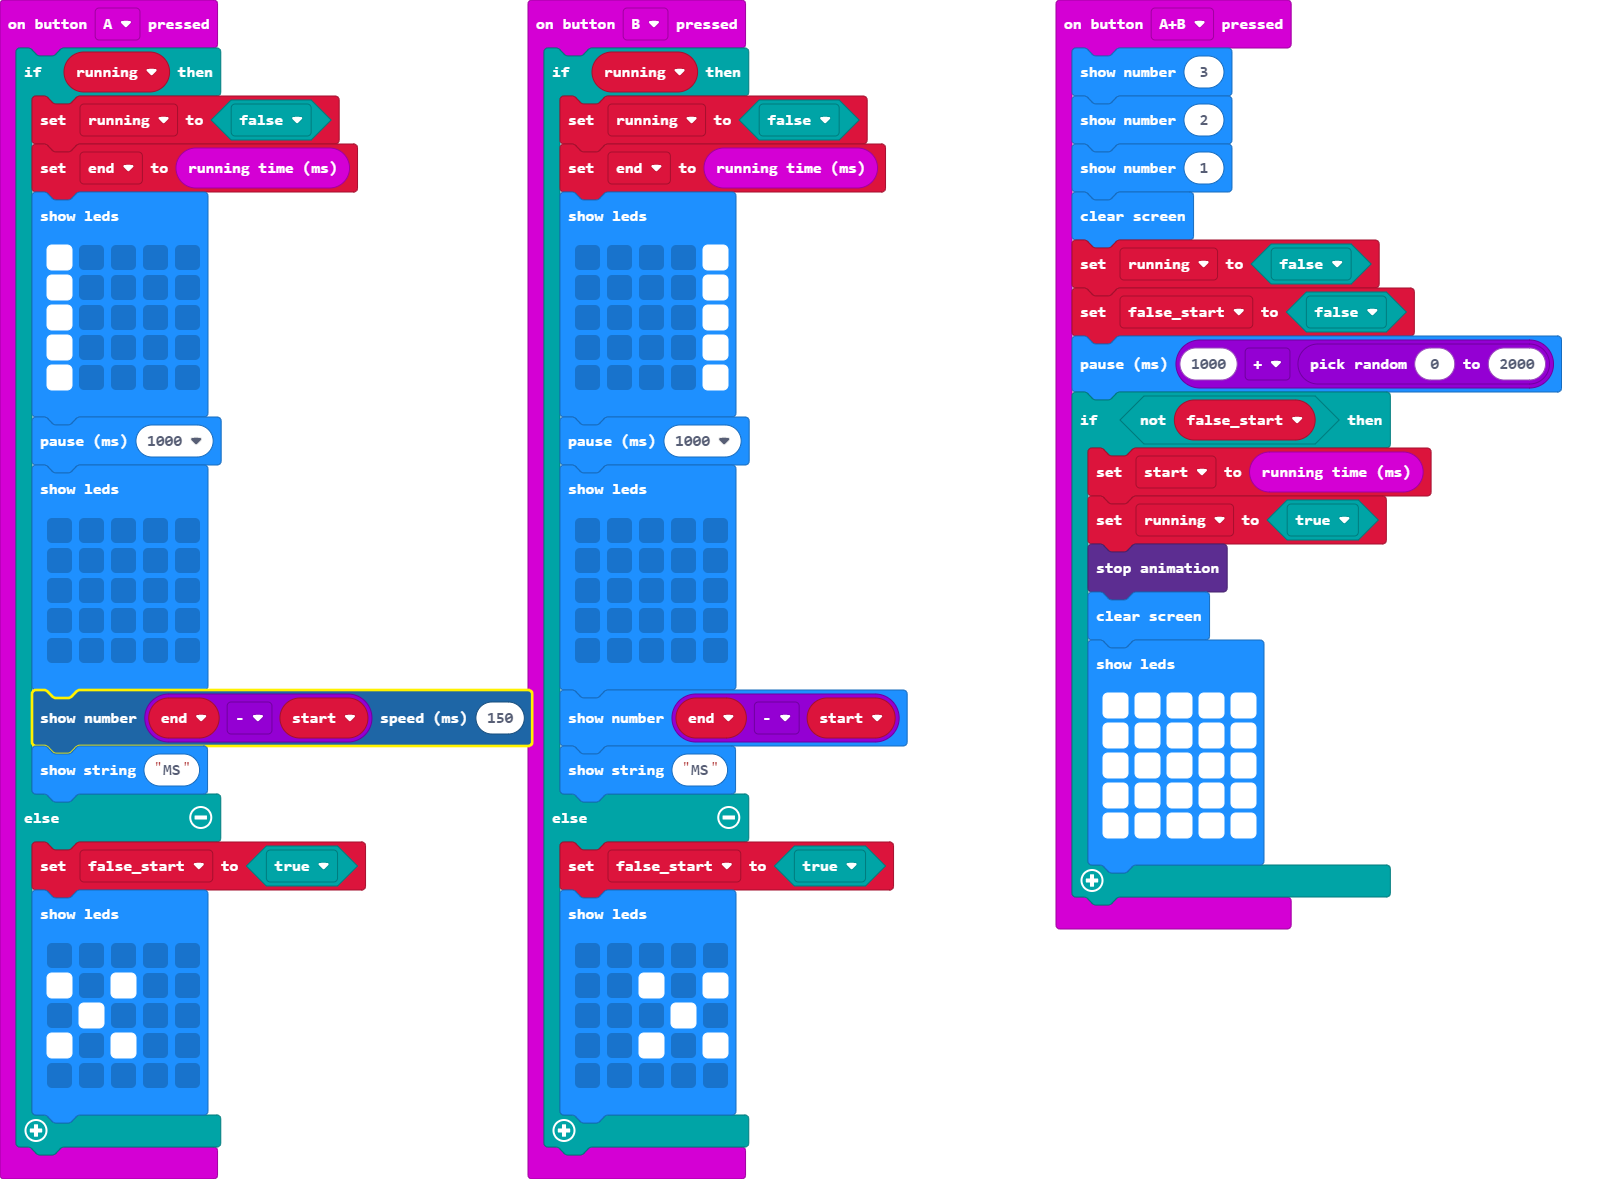 on button A pressed
if running then
set running to false
set end to running time (ms)
show leds
pause (ms) 1000
show leds
show number end - start speed (ms) 150
show string "MS"
else
set false_start to true
show leds
on button B pressed
if running then
set running to false
set end to running time (ms)
show leds
pause (ms) 1000
show leds
show number end - start
show string "MS"
else
set false_start to true
show leds
on button A+B pressed
show number 3
show number 2
show number 1
clear screen
set running to false
set false_start to false
pause (ms) 1000 + pick random 0 to 2000
if not false_start then
set start to running time (ms)
set running to true
stop animation
clear screen
show leds